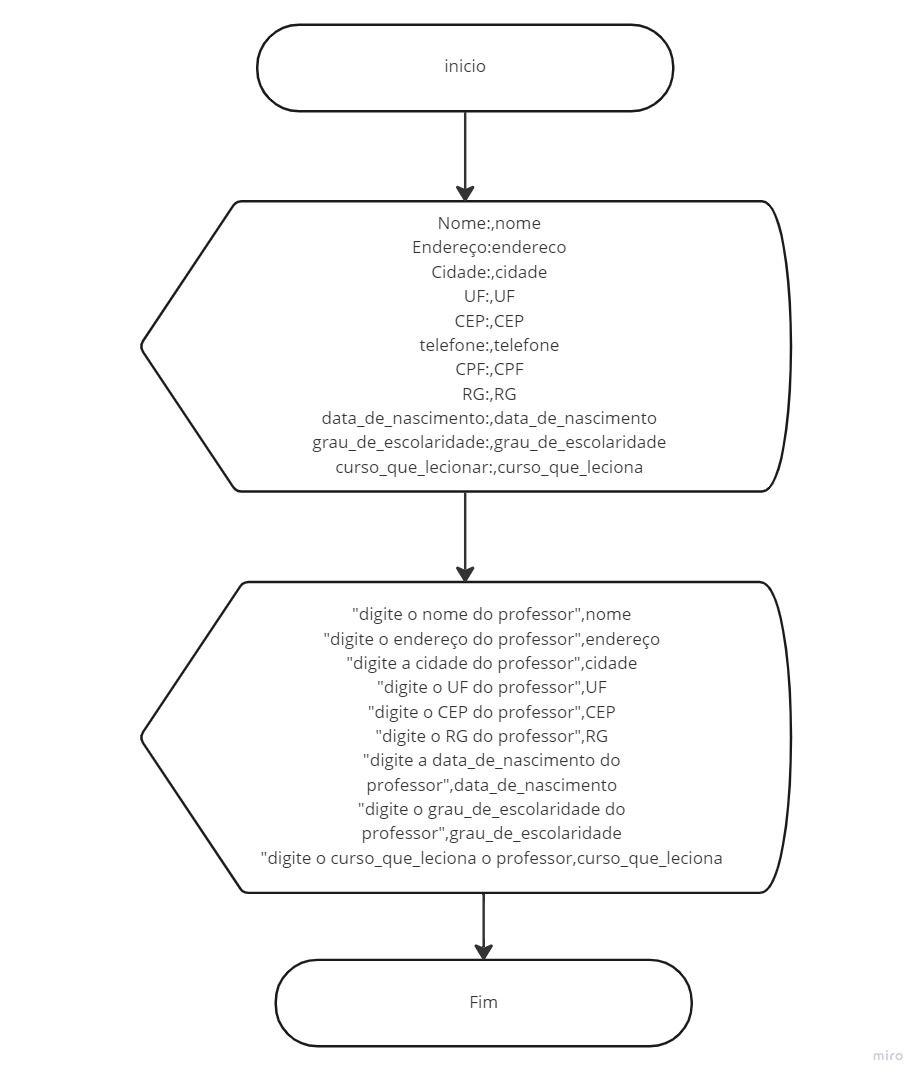 inicio
Nome:,nome
Endereço:endereco
Cidade:,cidade
UF:,UF
CEP:,CEP
telefone:,telefone
CPF:,CPF
RG:,RG
data_de_nascimento:,data_de_nascimento
grau_de_escolaridade:,grau_de_escolaridade
curso_que_lecionar:,curso_que_leciona
"digite o nome do professor",nome
"digite o endereço do professor",endereço
"digite a cidade do professor",cidade
"digite o UF do professor",UF
"digite o CEP do professor",CEP
"digite o RG do professor",RG
"digite a data_de_nascimento do
professor",data_de_nascimento
"digite o grau_de_escolaridade do
professor",grau_de_escolaridade
"digite o curso_que_leciona o professor,curso_que_leciona
Fim
miro